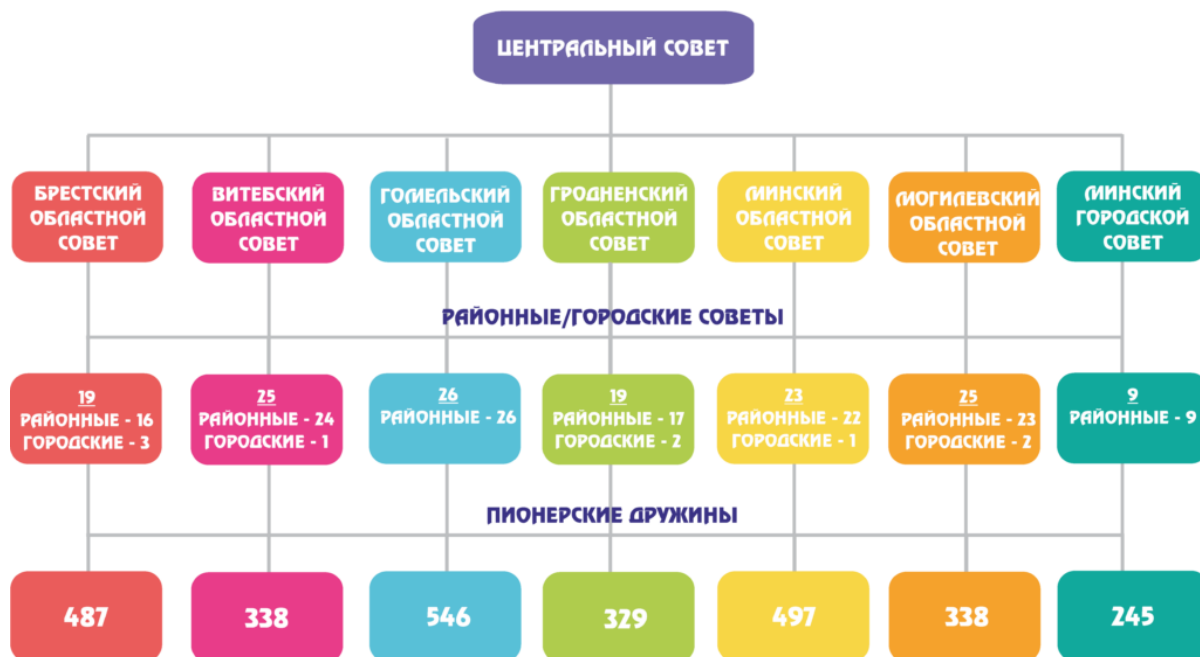 ЦЕНТРАЛЬНЫЙ СОВЕТ
БРЕСТСКИЙ
ОБЛАСТНОЙ
СОВЕТ
ВИТЕБСКИЙ
ОБЛАСТНОЙ
СОВЕТ
ГОМЕЛЬСКИЙ
ОБЛАСТНОЙ
СОВЕТ
ГРОДНЕНСКИЙ
ОБЛАСТНОЙ
СОВЕТ
МИНСКИЙ
ОБЛАСТНОЙ
СОВЕТ
МОГИЛЕВСКИЙ
ОБЛАСТНОЙ
СОВЕТ
МИНСКИЙ
ГОРОДСКОЙ
СОВЕТ
РАЙОННЫЕ/ГОРОДСКИЕ СОВЕТЫ
19
РАЙОННЫЕ - 16
ГОРОДСКИЕ - 3
25
РАЙОННЫЕ - 24
ГОРОДСКИЕ - 1
26
РАЙОННЫЕ - 26
19
РАЙОННЫЕ - 17
ГОРОДСКИЕ - 2
23
РАЙОННЫЕ - 22
ГОРОДСКИЕ - 1
25
РАЙОННЫЕ - 23
ГОРОДСКИЕ - 2
9
РАЙОННЫЕ - 9
ПИОНЕРСКИЕ ДРУЖИНЫ
487
338
546
329
497
338
245